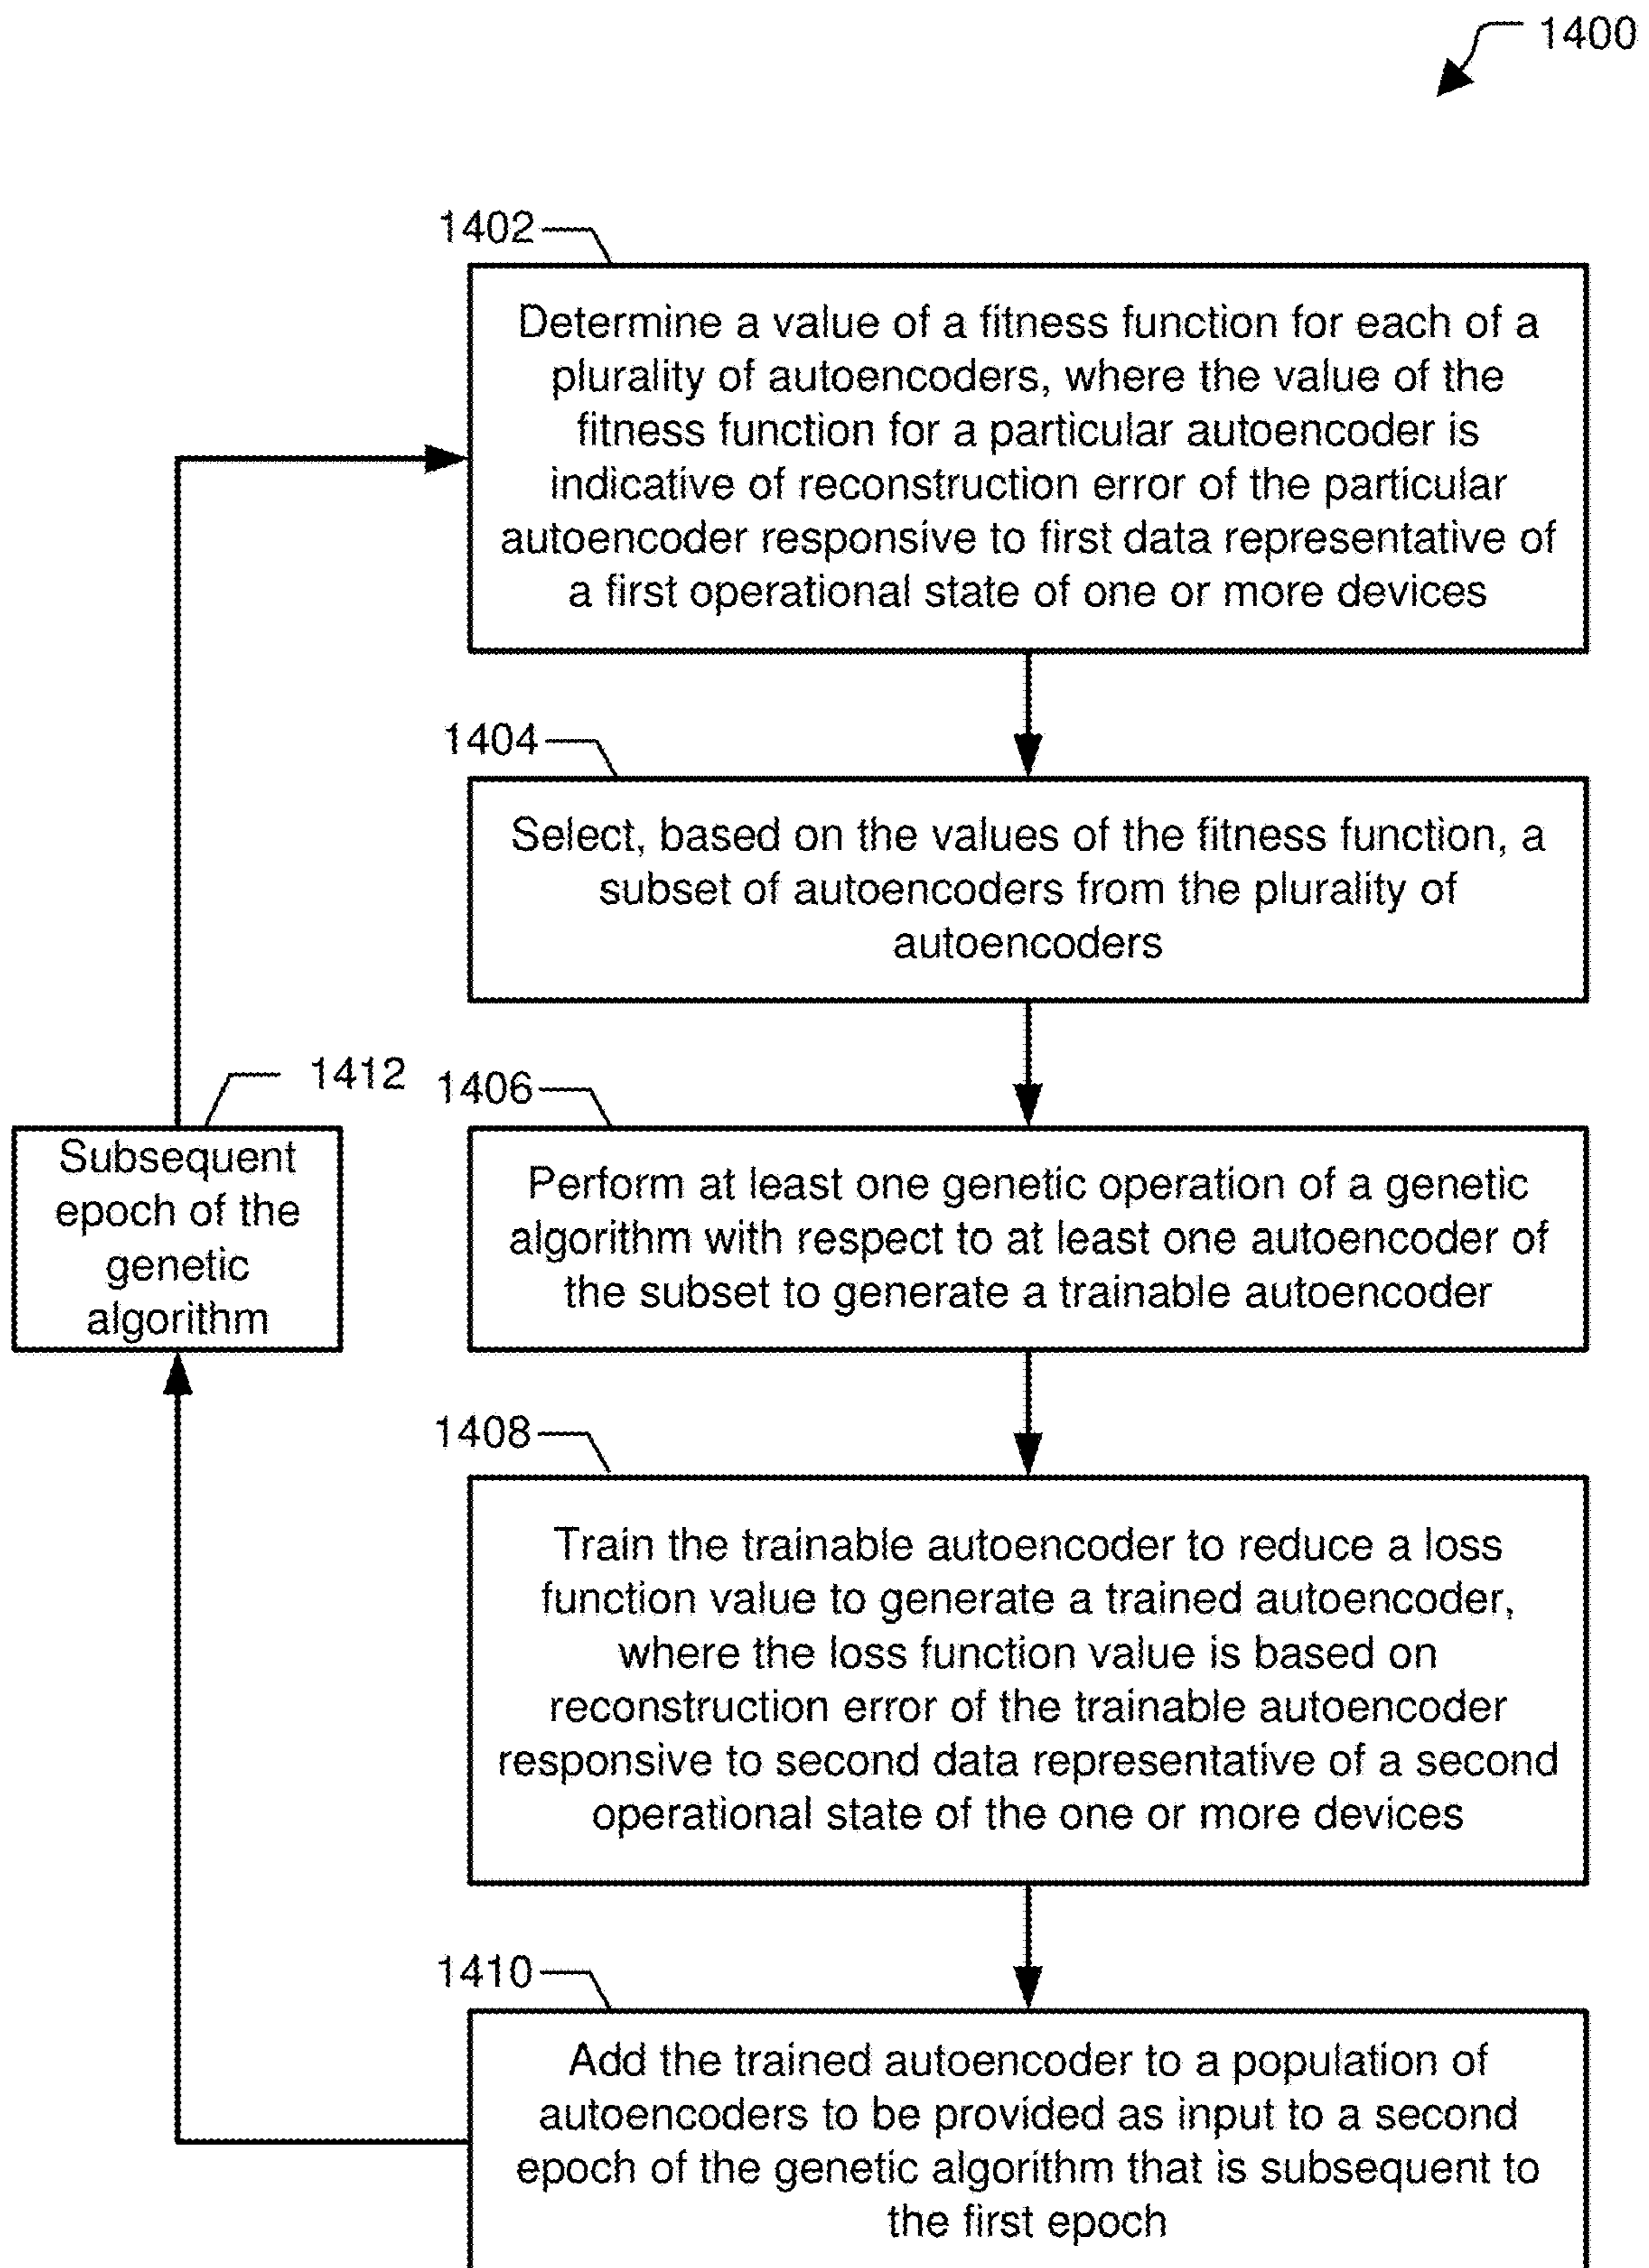 1400
1402
Determine a value of a fitness function for each of a
plurality of autoencoders, where the value of the
fitness function for a particular autoencoder is
indicative of reconstruction error of the particular
autoencoder responsive to first data representative of
a first operational state of one or more devices
1404
Select, based on the values of the fitness function, a
subset of autoencoders from the plurality of
autoencoders
1412
Subsequent
epoch of the
genetic
algorithm
1406
Perform at least one genetic operation of a genetic
algorithm with respect to at least one autoencoder of
the subset to generate a trainable autoencoder
1408
Train the trainable autoencoder to reduce a loss
function value to generate a trained autoencoder,
where the loss function value is based on
reconstruction error of the trainable autoencoder
responsive to second data representative of a second
operational state of the one or more devices
1410
Add the trained autoencoder to a population of
autoencoders to be provided as input to a second
epoch of the genetic algorithm that is subsequent to
the first epoch